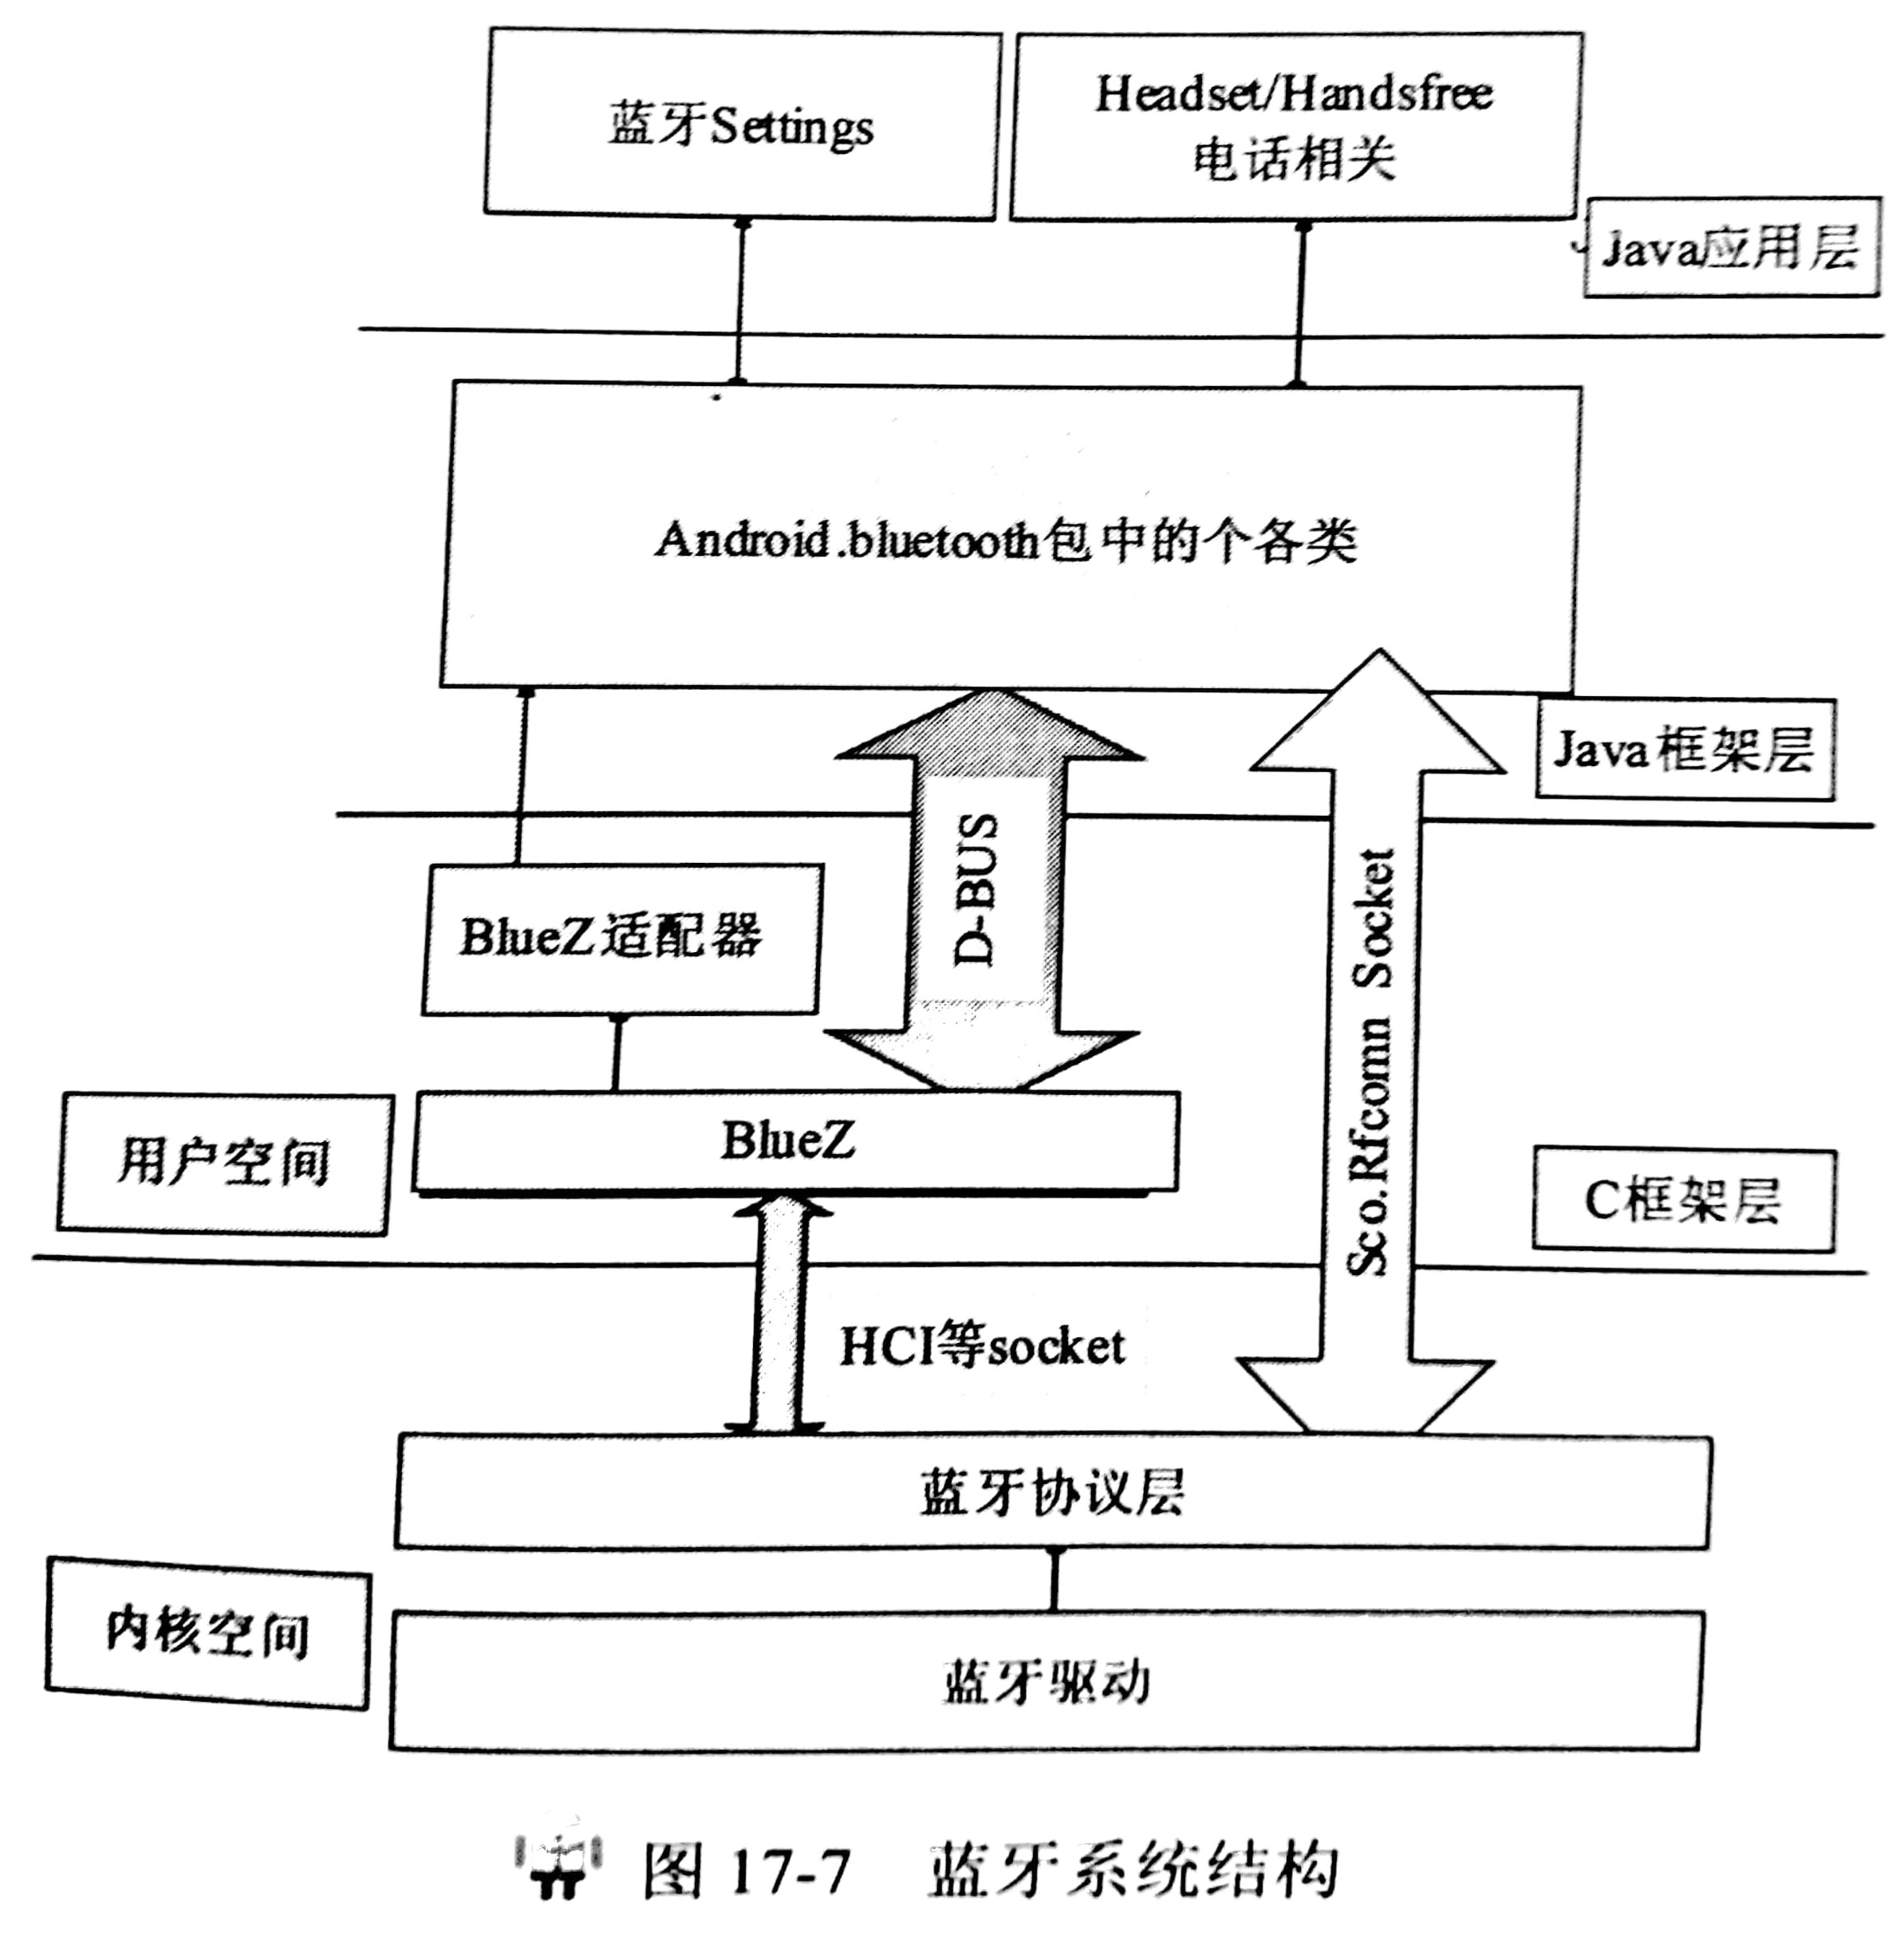 蓝牙Settings
Headset/Handsfree
电话相关
Java应用层
Android.bluetooth包中的个各类
Java框架层
D-BUS
BlueZ适配器
Sco.Rfcomn Socket
BlueZ
用户空间
C框架层
HCI等socket
蓝牙协议层
内核空间
蓝牙驱动
图 17-7 蓝牙系统结构